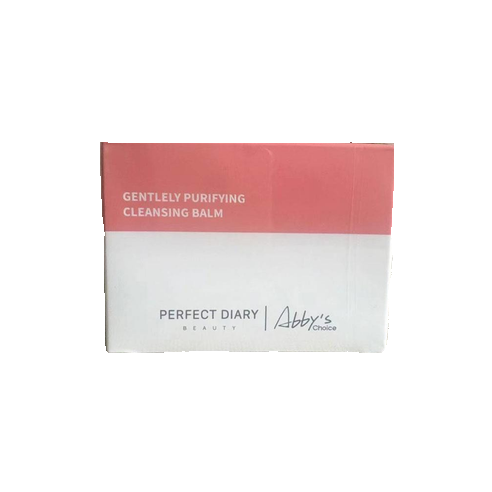 GENTLELY PURIFYING
CLEANSING BALM
PERFECT DIARY
BEAUTY
Abby's
Choice